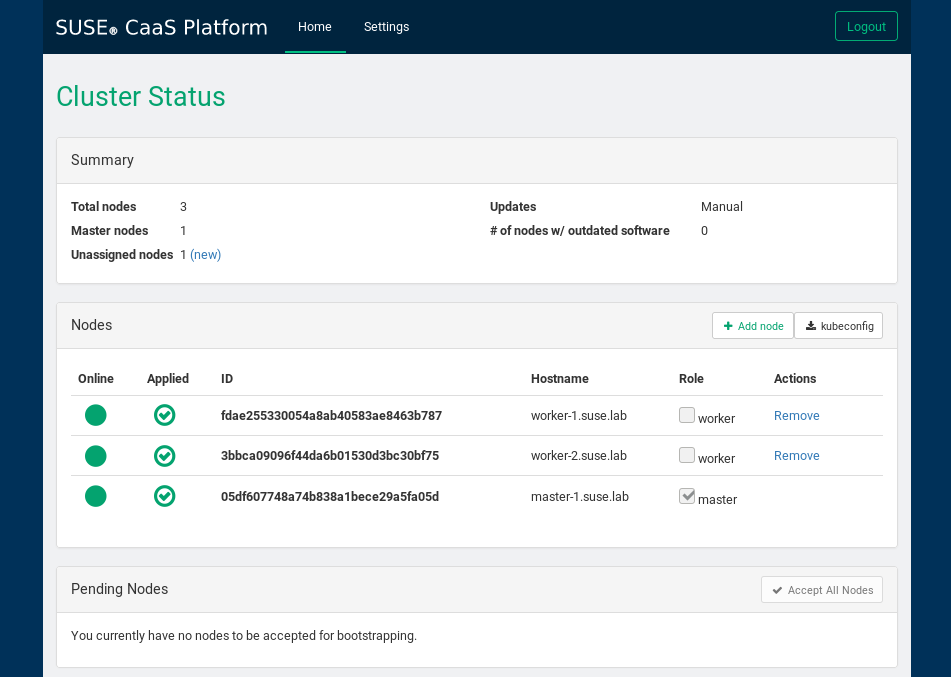 SUSE® CaaS Platform Home Settings Logout
Cluster Status
Summary
Total nodes 3 Updates Manual
Master nodes 1 # of nodes w/ outdated software 0
Unassigned nodes 1 (new)
Nodes Add node kubeconfig
Online Applied ID Hostname Role Actions
fdae255330054a8ab40583ae8463b787 worker-1.suse.lab worker Remove
3bbca09096f44da6b01530d3bc30bf75 worker-2.suse.lab worker Remove
05df607748a74b838a1bece29a5fa05d master-1.suse.lab master
Pending Nodes Accept All Nodes
You currently have no nodes to be accepted for bootstrapping.